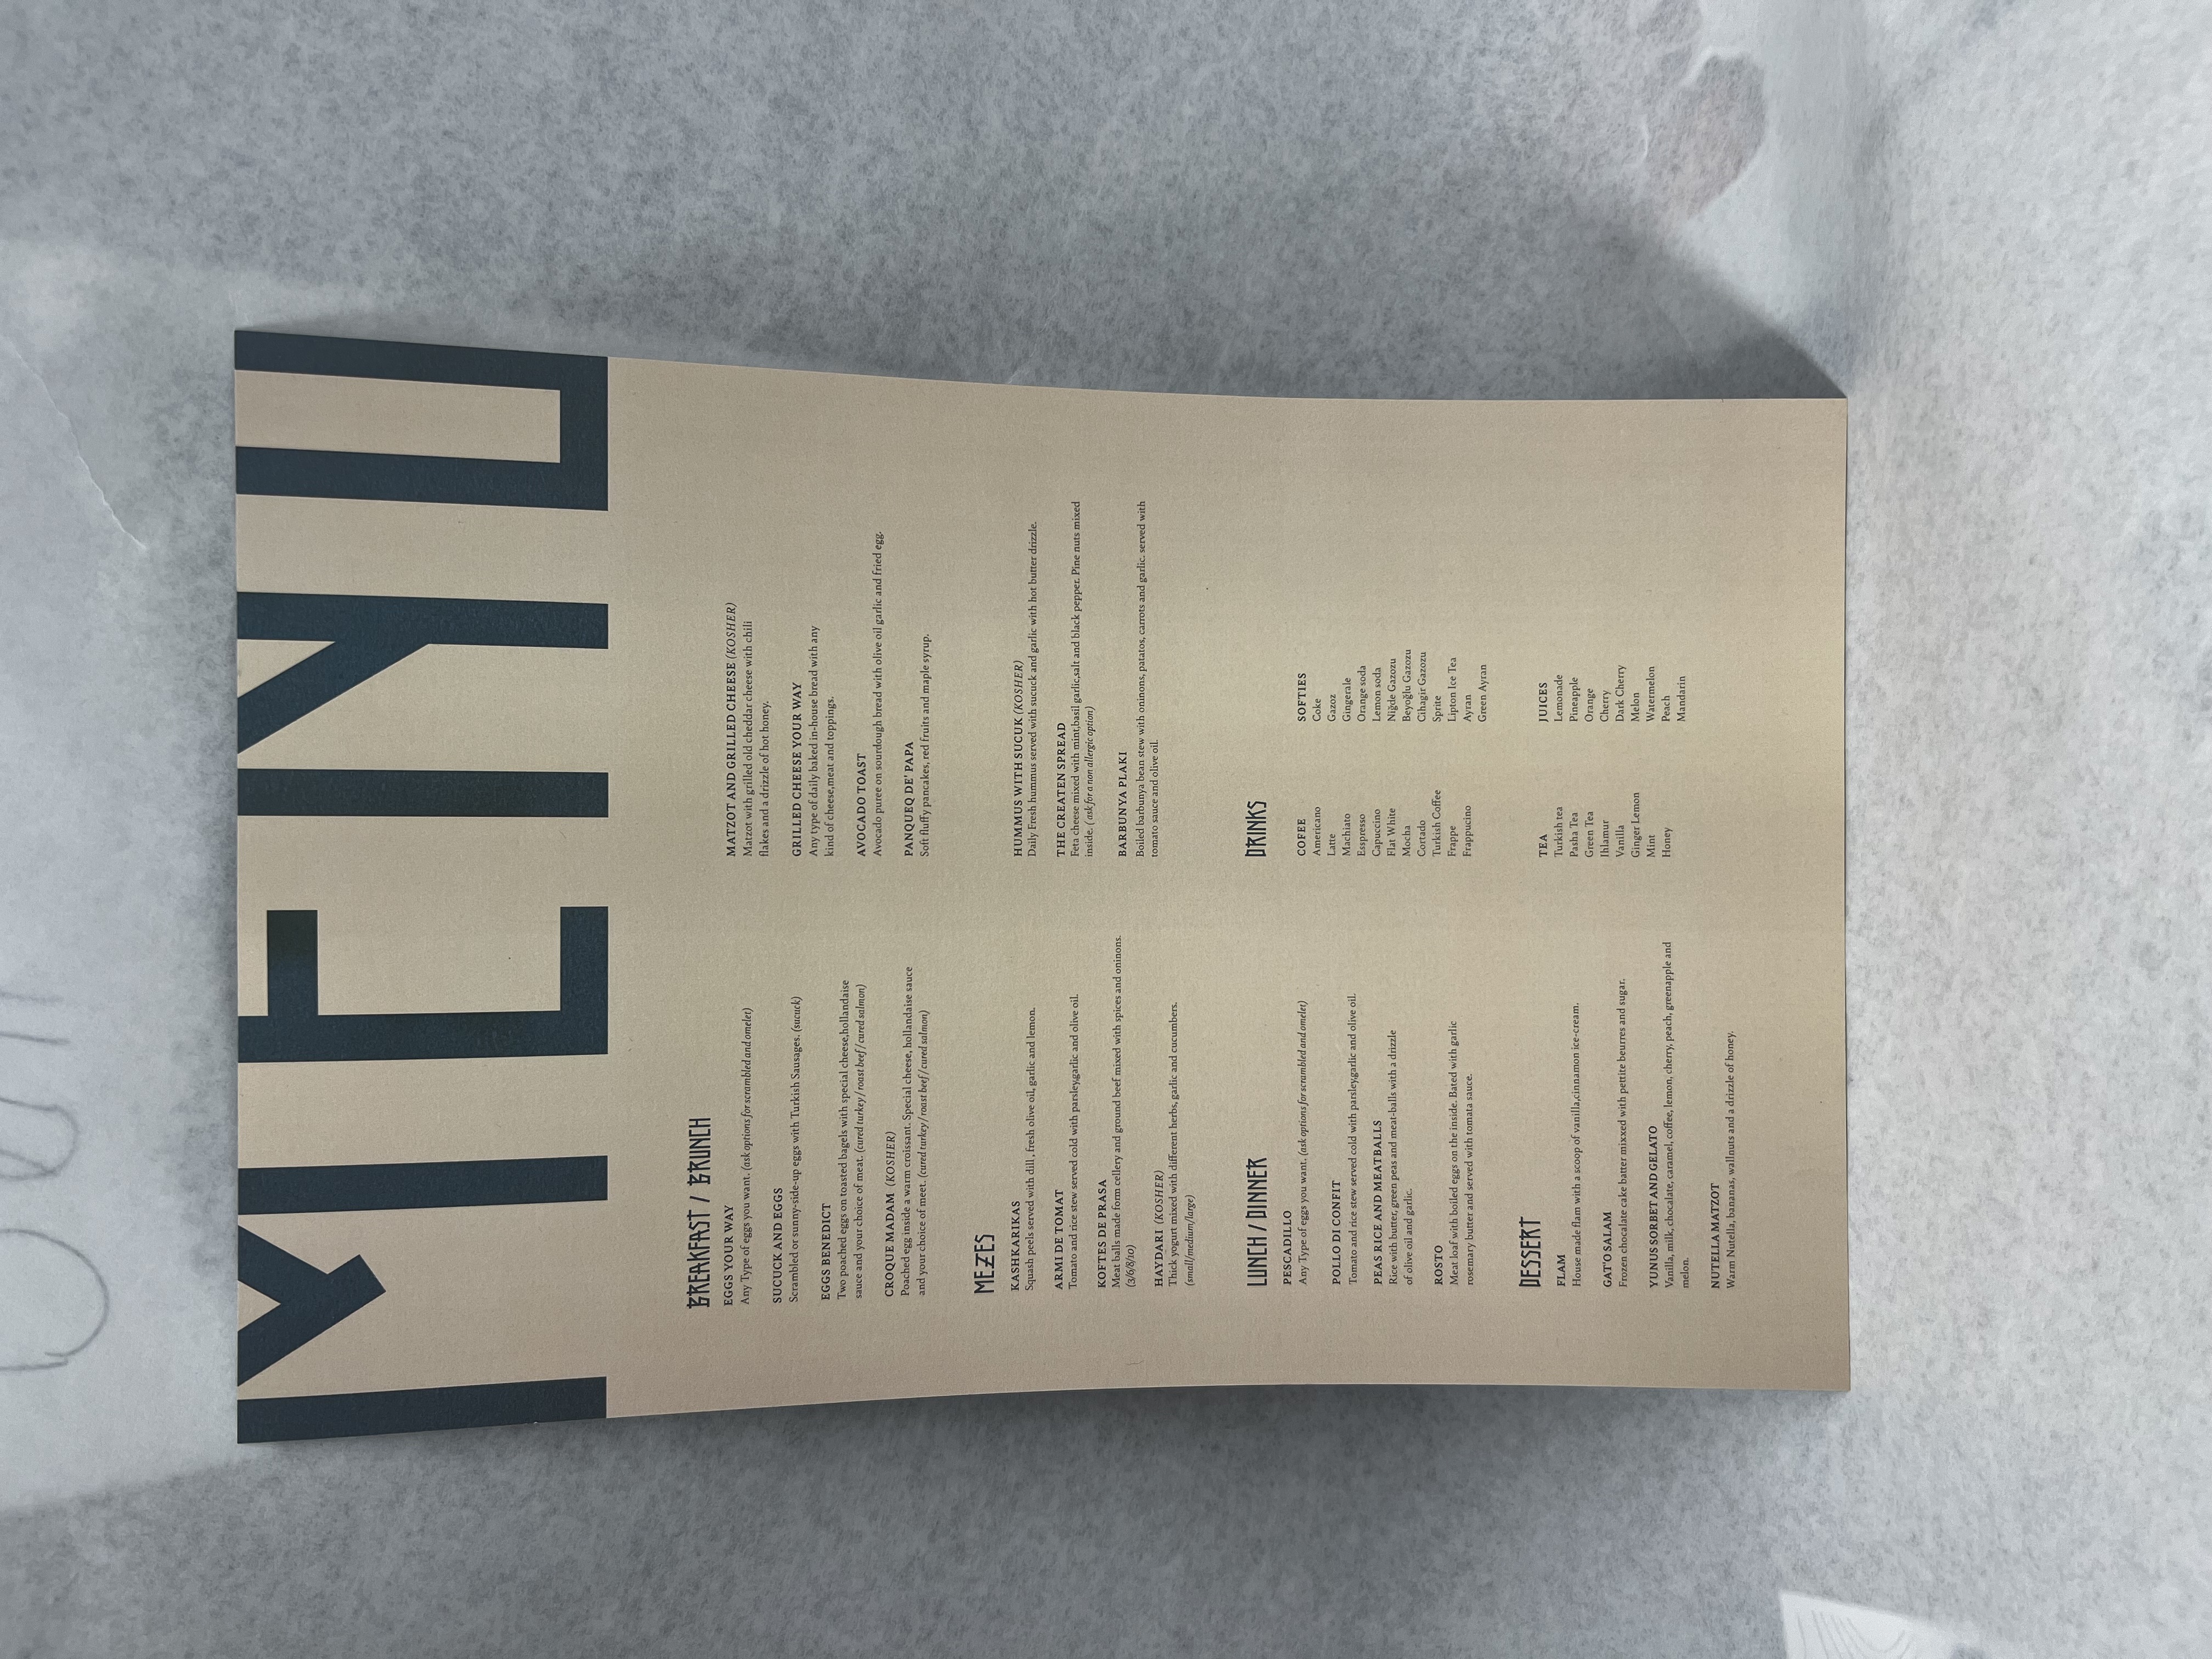 MENU
BREAKFAST / BRUNCH
EGGS YOUR WAY
Any Type of eggs you want. (ask options for scrambled and omelet)
SUCUCK AND EGGS
Scrambled or sunny-side-up eggs with Turkish Sausages. (sucuck)
EGGS BENEDICT
Two poached eggs on toasted bagels with special cheese,hollandaise
sauce and your choice of meat. (cured turkey / roast beef / cured salmon)
CROQUE MADAM (KOSHER)
Poached egg inside a warm croissant. Special cheese, hollandaise sauce
and your choice of meet. (cured turkey / roast beef / cured salmon)
MATZOT AND GRILLED CHEESE (KOSHER)
Matzot with grilled old cheddar cheese with chili
flakes and a drizzle of hot honey.
GRILLED CHEESE YOUR WAY
Any type of daily baked in-house bread with any
kind of cheese,meat and toppings.
AVOCADO TOAST
Avocado puree on sourdough bread with olive oil garlic and fried egg.
PANQUEQ DE' PAPA
Soft fluffy pancakes, red fruits and maple syrup.
MEZES
KASHKARIKAS
Squash peels served with dill , fresh olive oil, garlic and lemon.
ARMI DE TOMAT
Tomato and rice stew served cold with parsley,garlic and olive oil.
KOFTES DE PRASA
Meat balls made form cellery and ground beef mixed with spices and oninons.
(3/6/8/10)
HAYDARI (KOSHER)
Thick yogurt mixed with different herbs, garlic and cucumbers.
(small/medium/large)
HUMMUS WITH SUCUK (KOSHER)
Daily Fresh hummus served with sucuck and garlic with hot butter drizzle.
THE CREATEN SPREAD
Feta cheese mixed with mint,basil garlic,salt and black pepper. Pine nuts mixed
inside. ( ask for a non allergic option )
BARBUNYA PLAKI
Boiled barbunya bean stew with oninons, patatos, carrots and garlic. served with
tomato sauce and olive oil.
LUNCH / DINNER
PESCADILLO
Any Type of eggs you want. (ask options for scrambled and omelet)
POLLO DI CONFIT
Tomato and rice stew served cold with parsley,garlic and olive oil.
PEAS RICE AND MEATBALLS
Rice with butter, green peas and meat-balls with a drizzle
of olive oil and garlic.
ROSTO
Meat loaf with boiled eggs on the inside. Bated with garlic
rosemary butter and served with tomata sauce.
DESSERT
FLAM
House made flam with a scoop of vanilla,cinnamon ice-cream.
GAT'O SALAM
Frozen chocalate cake batter mixxed with pettite beurres and sugar.
YUNUS SORBET AND GELATO
Vanilla, milk, chocalate, caramel, coffee, lemon, cherry, peach, greenapple and
melon.
NUTELLA MATZOT
Warm Nutella, bananas, wallnuts and a drizzle of honey.
DRINKS
COFEE
Americano
Latte
Machiato
Esspresso
Capuccino
Flat White
Mocha
Cortado
Turkish Coffee
Frappe
Frappucino
SOFTIES
Coke
Gazoz
Gingerale
Orange soda
Lemon soda
Niğde Gazozu
Beyoğlu Gazozu
Cihagir Gazozu
Sprite
Lipton Ice Tea
Ayran
Green Ayran
TEA
Turkish tea
Pasha Tea
Green Tea
Ihlamur
Vanilla
Ginger Lemon
Mint
Honey
JUICES
Lemonade
Pineapple
Orange
Cherry
Dark Cherry
Melon
Watermelon
Peach
Mandarin